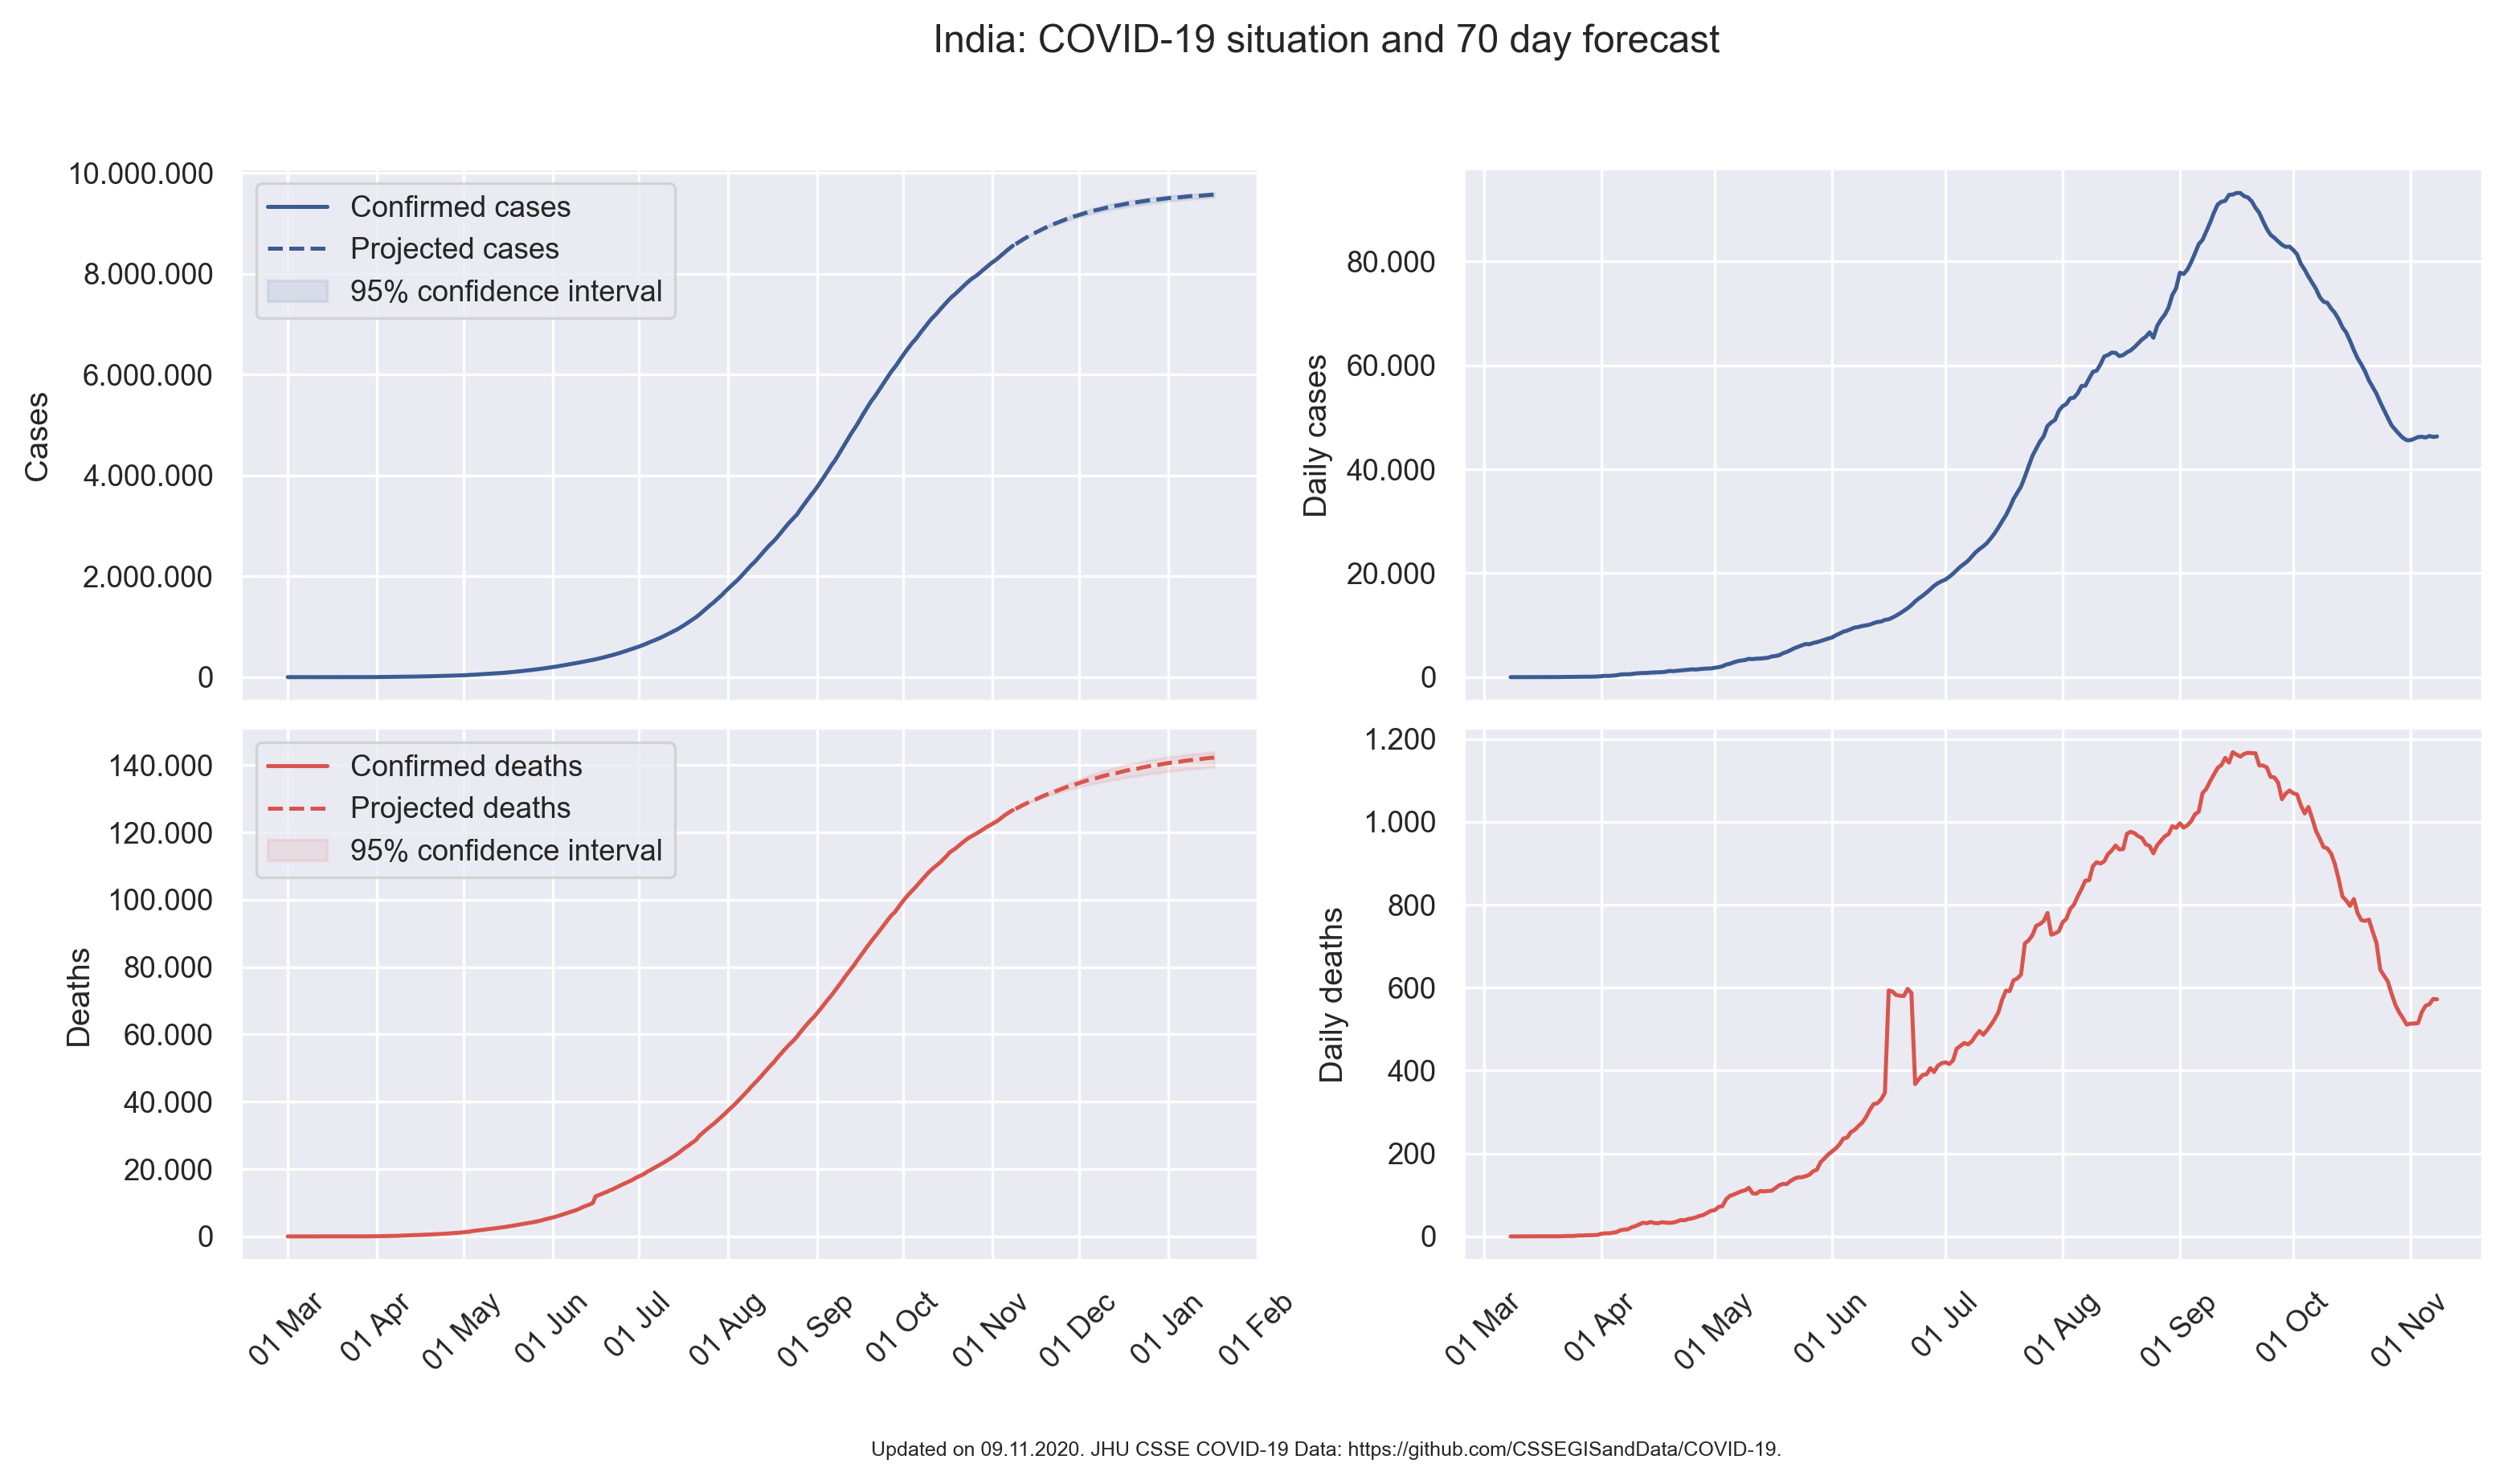 India: COVID-19 situation and 70 day forecast
Cases
10.000.000
8.000.000
6.000.000
4.000.000
2.000.000
0
Confirmed cases
Projected cases
95% confidence interval
Daily cases
80.000
60.000
40.000
20.000
0
Deaths
140.000
120.000
100.000
80.000
60.000
40.000
20.000
0
Confirmed deaths
Projected deaths
95% confidence interval
01 Mar
01 Apr
01 May
01 Jun
01 Jul
01 Aug
01 Sep
01 Oct
01 Nov
01 Dec
01 Jan
01 Feb
Daily deaths
1.200
1.000
800
600
400
200
0
01 Mar
01 Apr
01 May
01 Jun
01 Jul
01 Aug
01 Sep
01 Oct
01 Nov
Updated on 09.11.2020. JHU CSSE COVID-19 Data: https://github.com/CSSEGISandData/COVID-19.